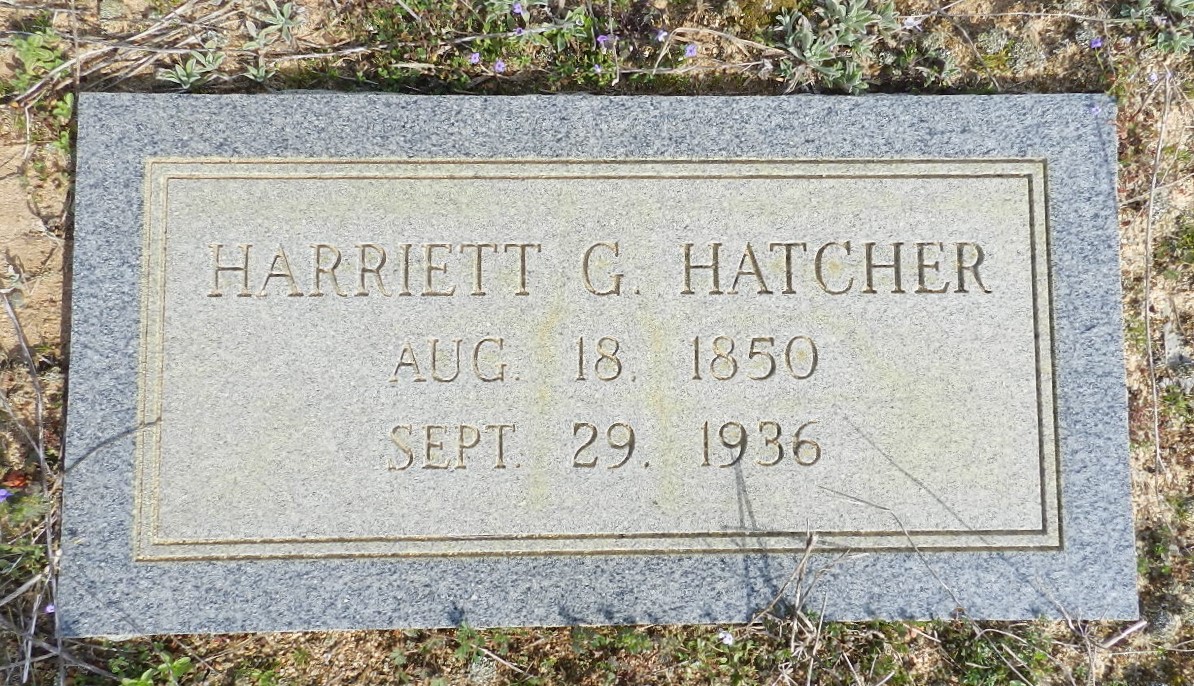 HARRIETT G. HATCHER
AUG. 18. 1850
SEPT. 29. 1936